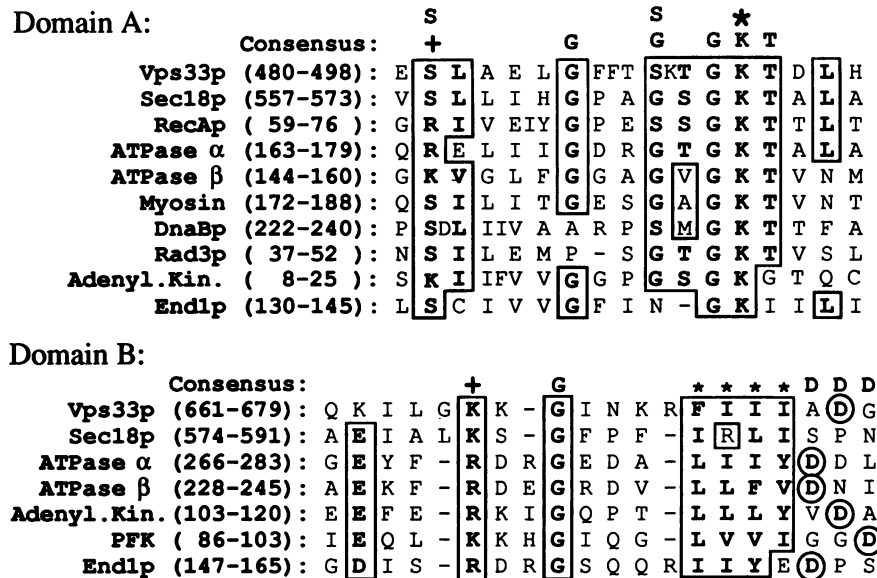 Domain A:
S S *
Consensus: + G G G K T
Vps33p (480-498): E S L A E L G F F T S K T G K T D L H
Sec18p (557-573): V S L L I H G P A G S G K T A L A
RecAp ( 59-76 ): G R I V E I Y G P E S S G K T T L T
ATPase α (163-179): Q R E L I I G D R G T G K T A L A
ATPase β (144-160): G K V G L F G G A G V G K T V N M
Myosin (172-188): Q S I L I T G E S G A G K T V N T
DnaBp (222-240): P S D L I I V A A R P S M G K T T F A
Rad3p ( 37-52 ): N S I L E M P - S G T G K T V S L
Adenyl.Kin. ( 8-25 ): S K I I F V V G G P G S G K G T Q C
End1p (130-145): L S C I V V G F I N - G K I I L I
Domain B:
Consensus: + G * * * * D D D
Vps33p (661-679): Q K I L G K K - G I N K R F I I I A D G
Sec18p (574-591): A E I A L K S - G F P F - I R L I S P N
ATPase α (266-283): G E Y F - R D R G E D A - L I I Y D D L
ATPase β (228-245): A E K F - R D E G R D V - L L F V D N I
Adenyl.Kin. (103-120): E E F E - R K I G Q P T - L L L Y V D A
PFK ( 86-103): I E Q L - K K H G I Q G - L V V I G G D
End1p (147-165): G D I S - R D R G S Q Q R I I Y E D P S